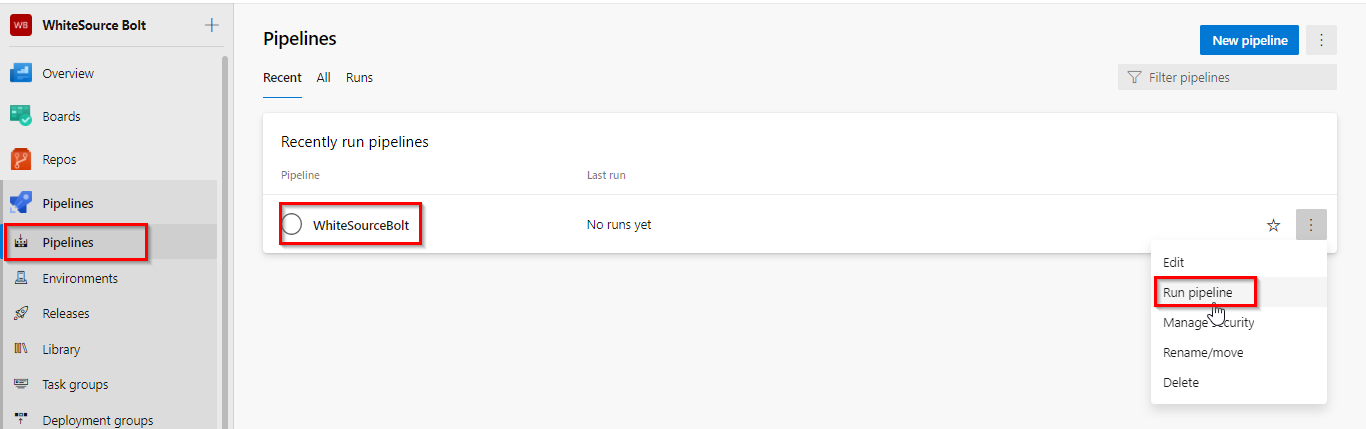 WB WhiteSource Bolt
Overview
Boards
Repos
Pipelines
Pipelines
Environments
Releases
Library
Task groups
Deployment groups
Pipelines
New pipeline
Recent All Runs
Filter pipelines
Recently run pipelines
Pipeline Last run
WhiteSourceBolt No runs yet
Edit
Run pipeline
Manage security
Rename/move
Delete